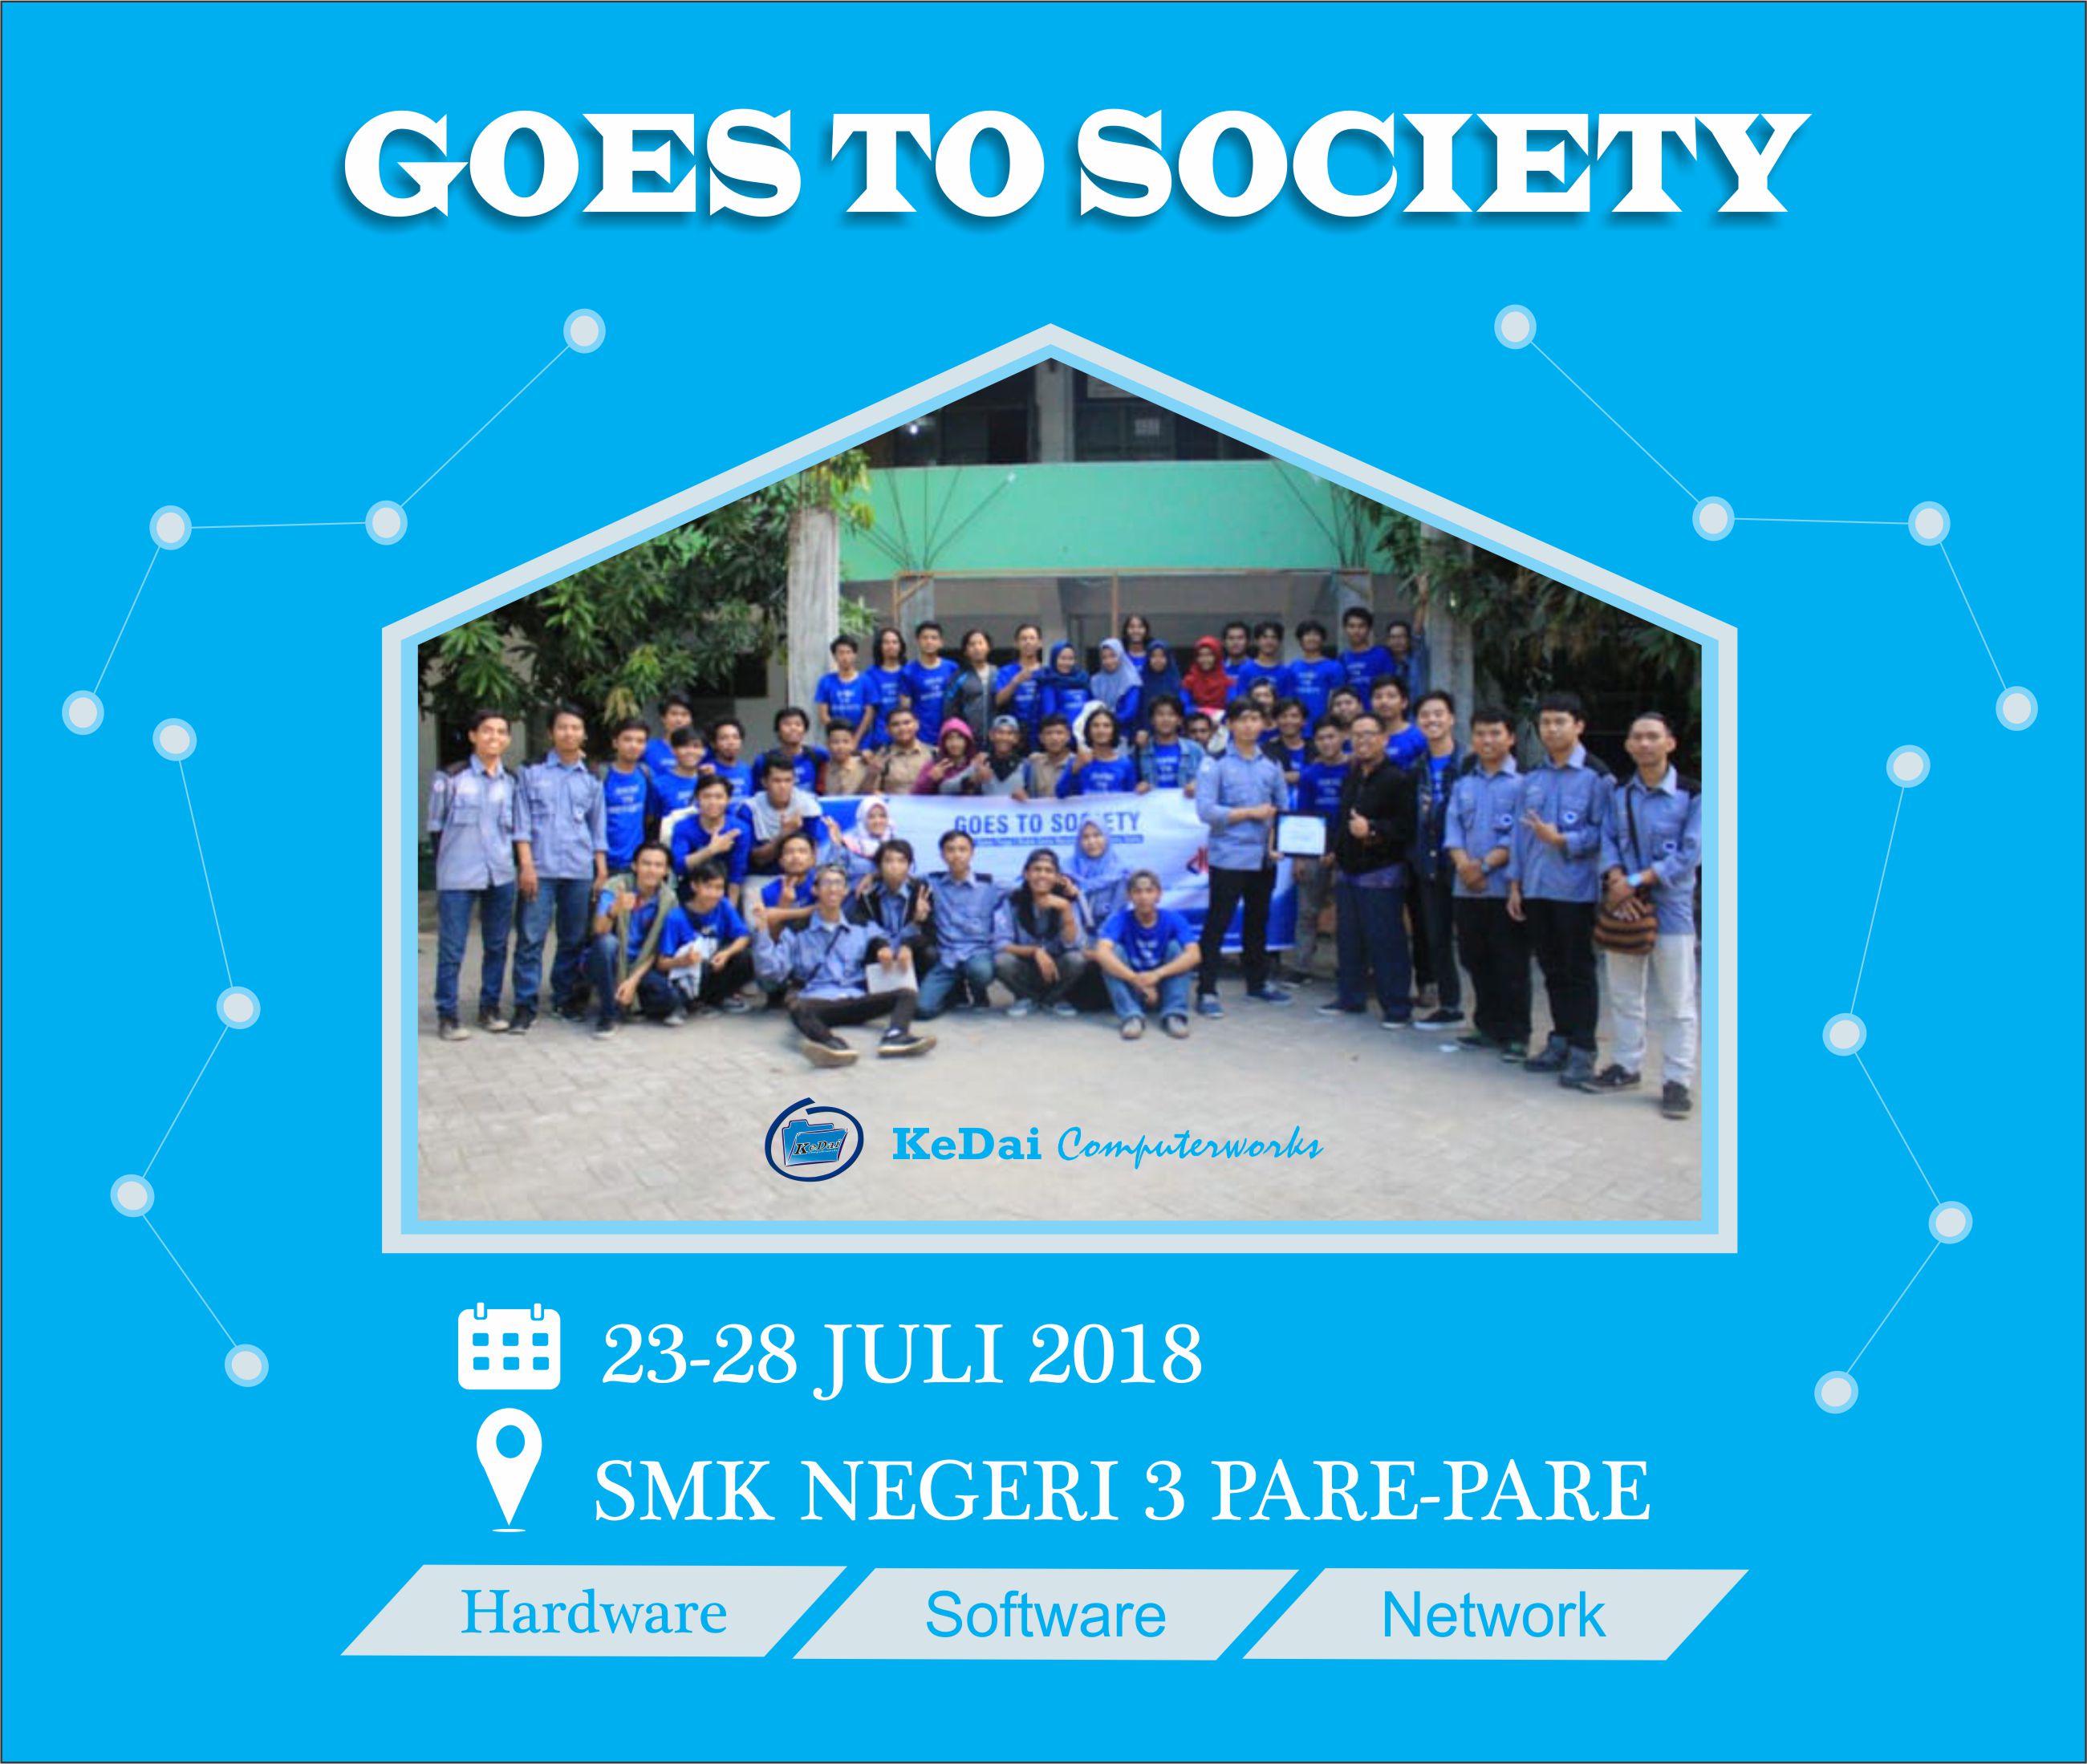 GOES TO SOCIETY
GOES TO SOCIETY
KeDai
KeDai Computerworks
23-28 JULI 2018
SMK NEGERI 3 PARE-PARE
Hardware
Software
Network